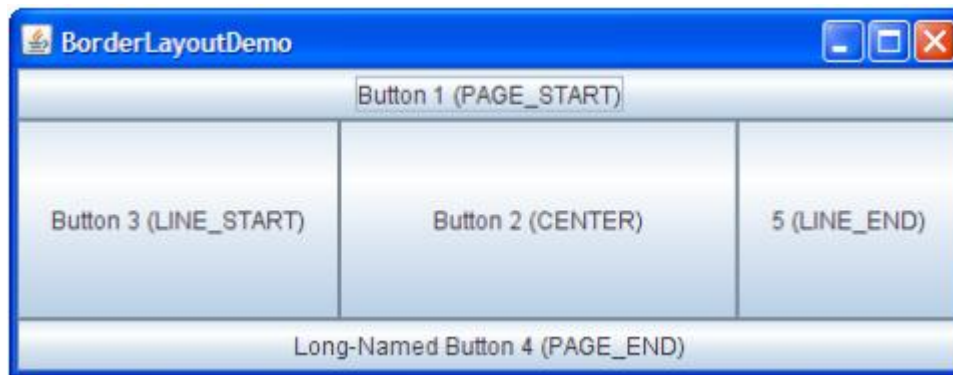 BorderLayoutDemo
Button 1 (PAGE_START)
Button 3 (LINE_START)
Button 2 (CENTER)
5 (LINE_END)
Long-Named Button 4 (PAGE_END)